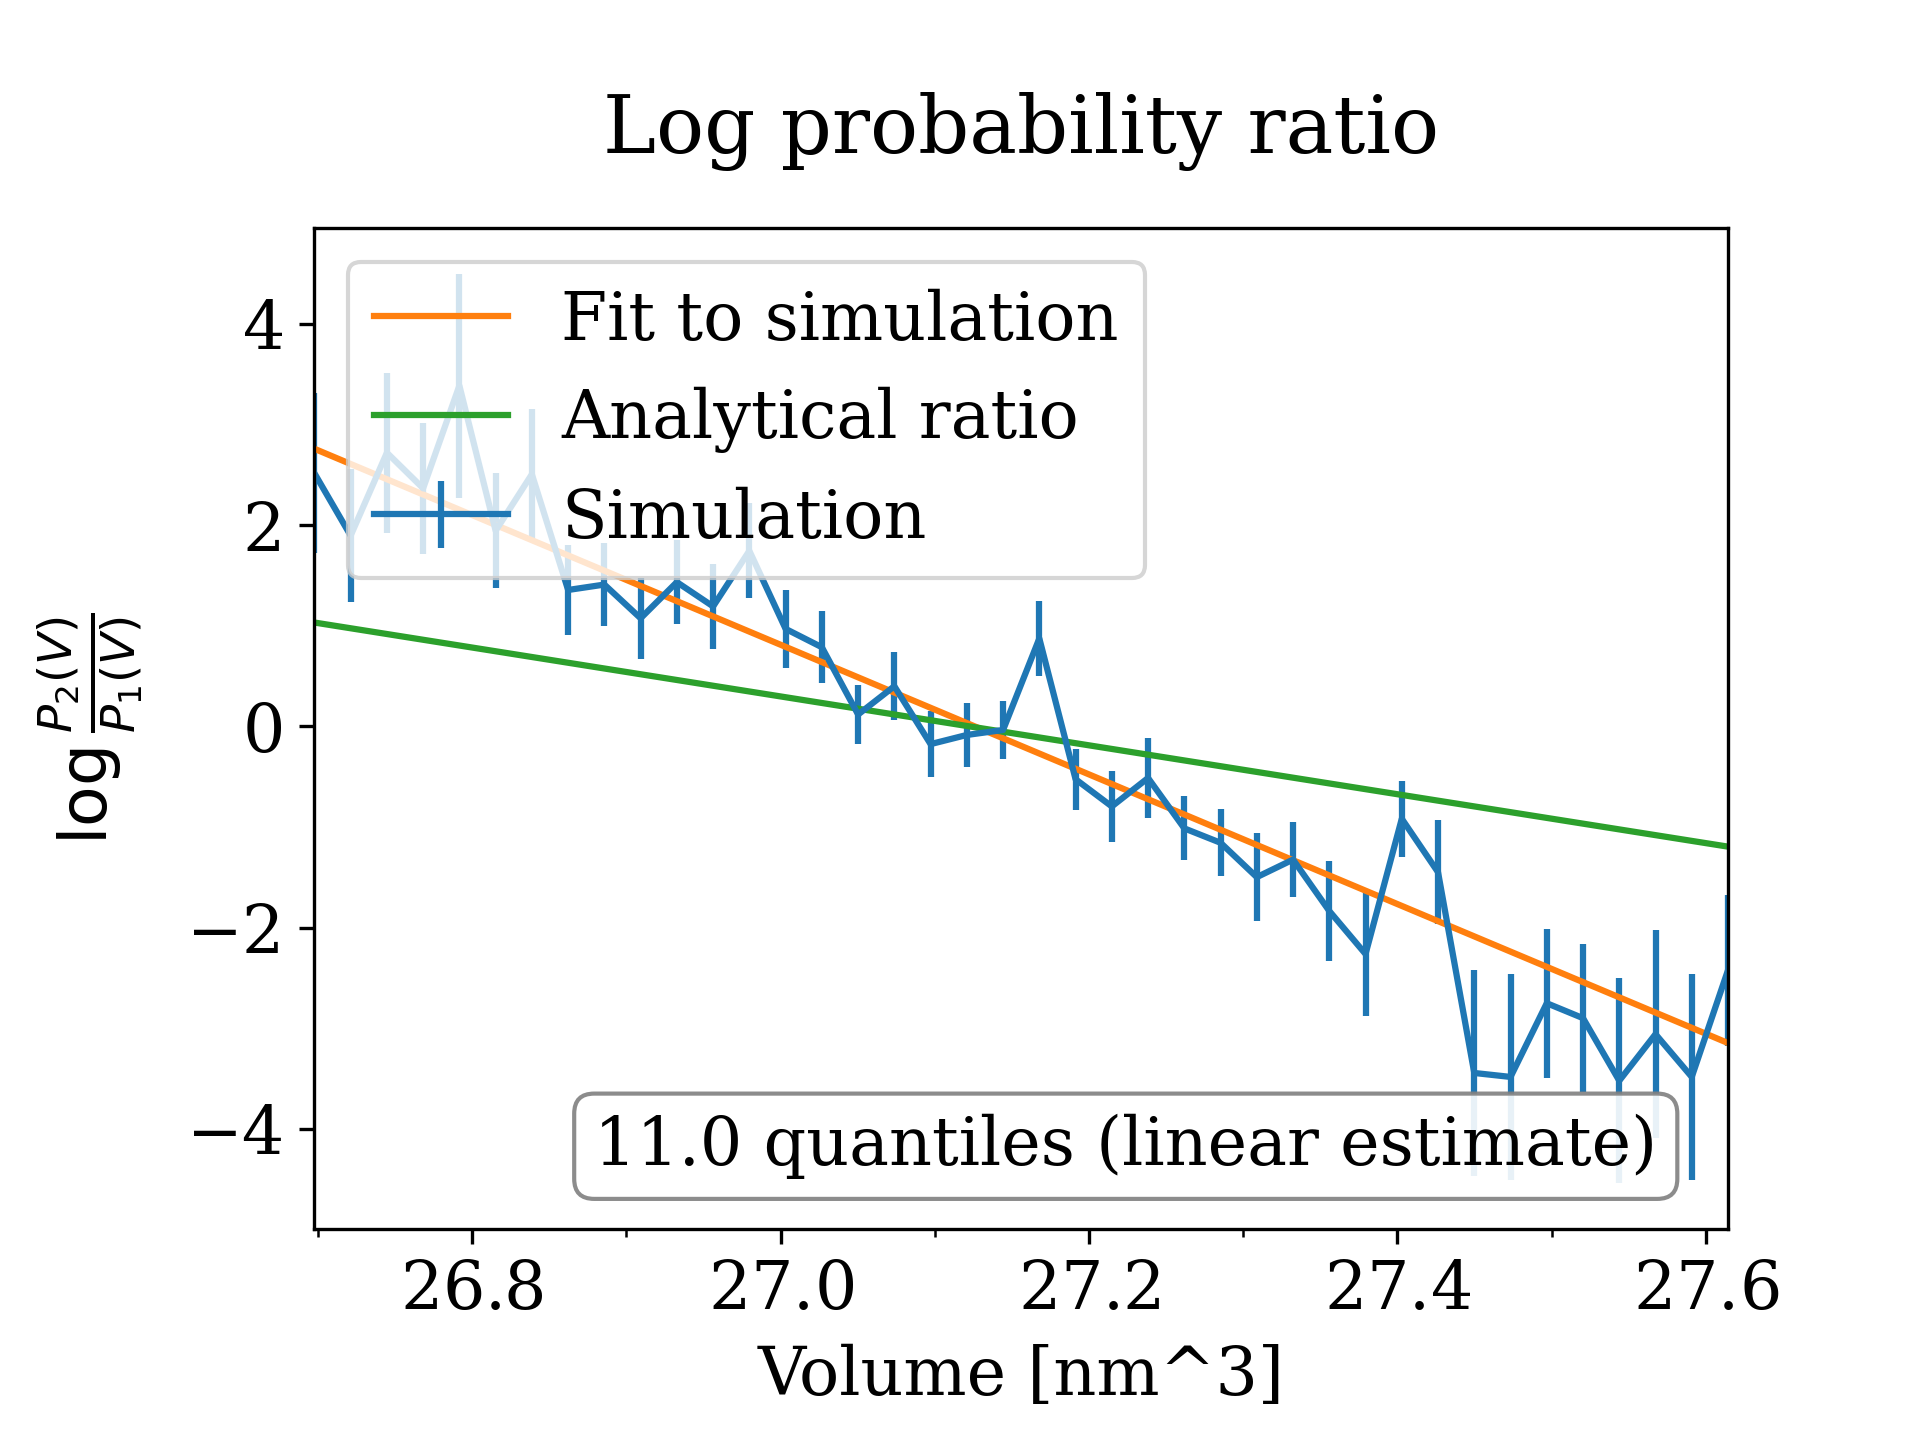 Log probability ratio
Fit to simulation
Analytical ratio
Simulation
log P₂(V)/P₁(V)
4
2
0
−2
−4
11.0 quantiles (linear estimate)
26.8 27.0 27.2 27.4 27.6
Volume [nm^3]